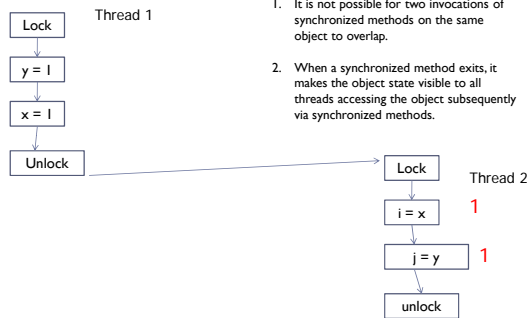 Thread 1
Lock
y = 1
x = 1
Unlock
1. It is not possible for two invocations of
synchronized methods on the same
object to overlap.
2. When a synchronized method exits, it
makes the object state visible to all
threads accessing the object subsequently
via synchronized methods.
Lock
Thread 2
i = x
1
j = y
1
unlock